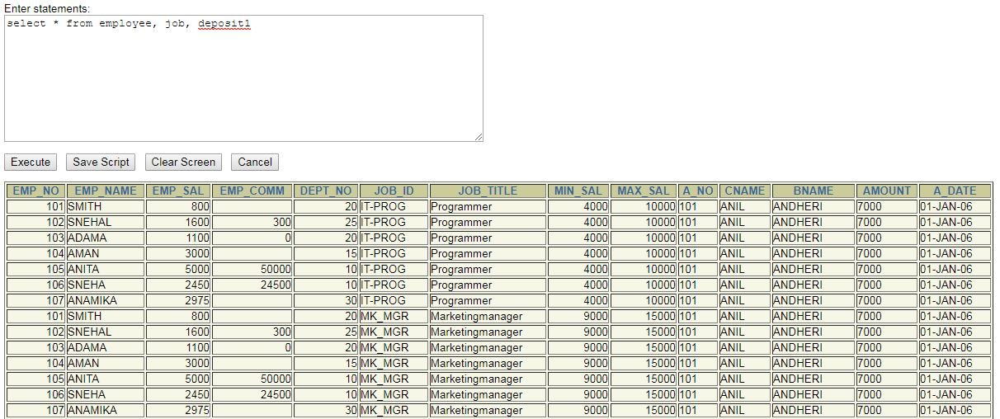 Enter statements:
select * from employee, job, deposit1
Execute Save Script Clear Screen Cancel
EMP_NO EMP_NAME EMP_SAL EMP_COMM DEPT_NO JOB_ID JOB_TITLE MIN_SAL MAX_SAL A_NO CNAME BNAME AMOUNT A_DATE
101 SMITH 800 20 IT-PROG Programmer 4000 10000 101 ANIL ANDHERI 7000 01-JAN-06
102 SNEHAL 1600 300 25 IT-PROG Programmer 4000 10000 101 ANIL ANDHERI 7000 01-JAN-06
103 ADAMA 1100 0 20 IT-PROG Programmer 4000 10000 101 ANIL ANDHERI 7000 01-JAN-06
104 AMAN 3000 15 IT-PROG Programmer 4000 10000 101 ANIL ANDHERI 7000 01-JAN-06
105 ANITA 5000 50000 10 IT-PROG Programmer 4000 10000 101 ANIL ANDHERI 7000 01-JAN-06
106 SNEHA 2450 24500 10 IT-PROG Programmer 4000 10000 101 ANIL ANDHERI 7000 01-JAN-06
107 ANAMIKA 2975 30 IT-PROG Programmer 4000 10000 101 ANIL ANDHERI 7000 01-JAN-06
101 SMITH 800 20 MK_MGR Marketingmanager 9000 15000 101 ANIL ANDHERI 7000 01-JAN-06
102 SNEHAL 1600 300 25 MK_MGR Marketingmanager 9000 15000 101 ANIL ANDHERI 7000 01-JAN-06
103 ADAMA 1100 0 20 MK_MGR Marketingmanager 9000 15000 101 ANIL ANDHERI 7000 01-JAN-06
104 AMAN 3000 15 MK_MGR Marketingmanager 9000 15000 101 ANIL ANDHERI 7000 01-JAN-06
105 ANITA 5000 50000 10 MK_MGR Marketingmanager 9000 15000 101 ANIL ANDHERI 7000 01-JAN-06
106 SNEHA 2450 24500 10 MK_MGR Marketingmanager 9000 15000 101 ANIL ANDHERI 7000 01-JAN-06
107 ANAMIKA 2975 30 MK_MGR Marketingmanager 9000 15000 101 ANIL ANDHERI 7000 01-JAN-06